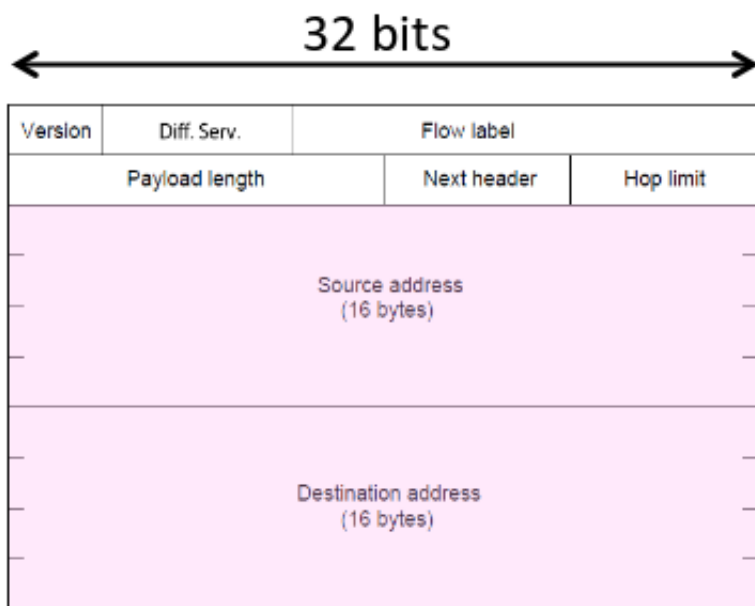 32 bits
Version Diff. Serv. Flow label
Payload length Next header Hop limit
Source address
(16 bytes)
Destination address
(16 bytes)